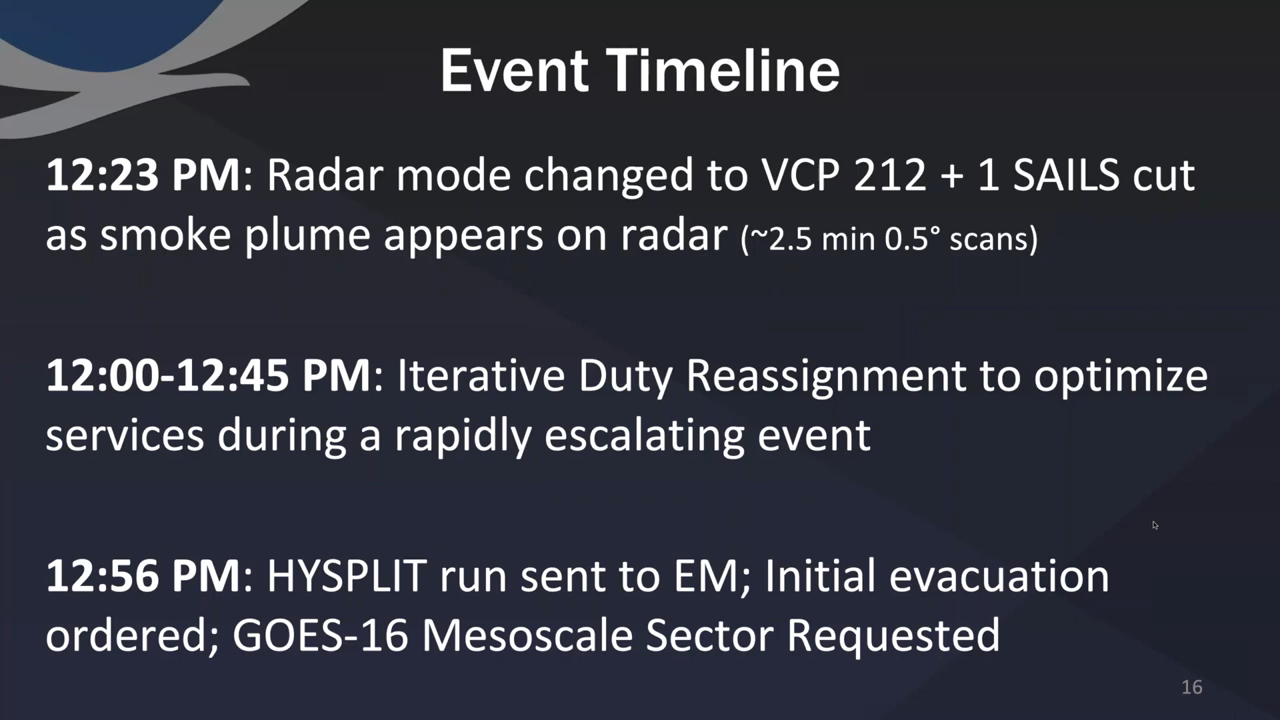 Event Timeline
12:23 PM: Radar mode changed to VCP 212 + 1 SAILS cut
as smoke plume appears on radar (~2.5 min 0.5° scans)
12:00-12:45 PM: Iterative Duty Reassignment to optimize
services during a rapidly escalating event
12:56 PM: HYSPLIT run sent to EM; Initial evacuation
ordered; GOES-16 Mesoscale Sector Requested
16